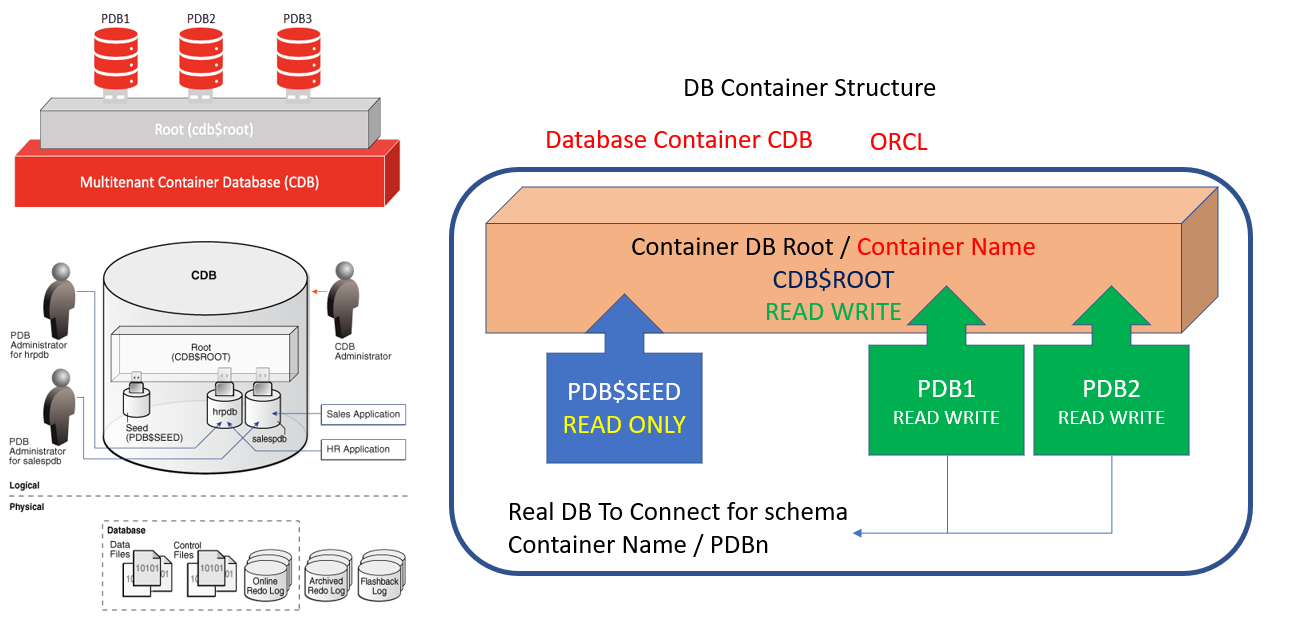 PDB1
PDB2
PDB3
Root (cdb$root)
Multitenant Container Database (CDB)
CDB
PDB
Administrator
for hrpdb
CDB
Administrator
Root
(CDB$ROOT)
Seed
(PDB$SEED)
hrpdb
salespdb
Sales Application
HR Application
PDB
Administrator
for salespdb
Logical
Physical
Database
Data
Files
10101
10
01
Control
Files
10101
10
01
Online
Redo Log
Archived
Redo Log
Flashback
Log
DB Container Structure
Database Container CDB
ORCL
Container DB Root / Container Name
CDB$ROOT
READ WRITE
PDB$SEED
READ ONLY
PDB1
READ WRITE
PDB2
READ WRITE
Real DB To Connect for schema
Container Name / PDBn